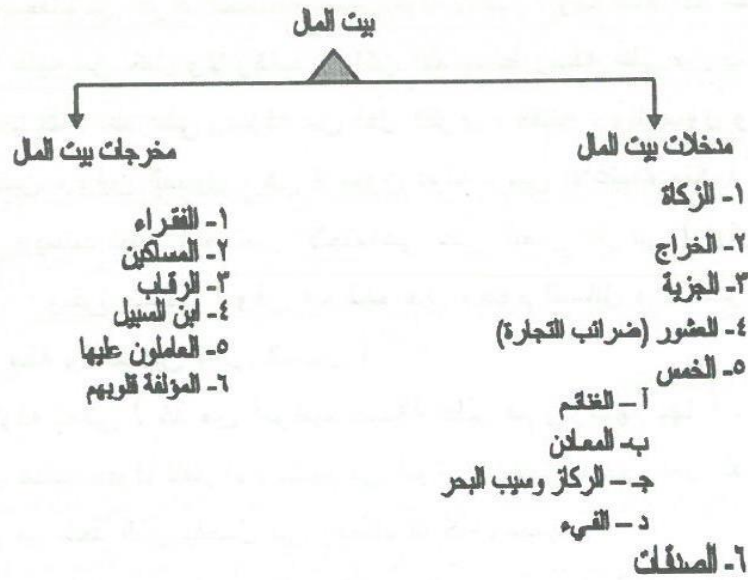 بيت المال
مدخلات بيت المال
١- الزكاة
٢- الخراج
٣- الجزية
٤- العشور (ضرائب التجارة)
٥- الخمس
آ – الغنائم
ب- المعادن
جـ – الركاز وسيب البحر
د – الفيء
٦- الصدقات
مخرجات بيت المال
١- الفقراء
٢- المساكين
٣- الرقاب
٤- ابن السبيل
٥- العاملون عليها
٦- المؤلفة قلوبهم